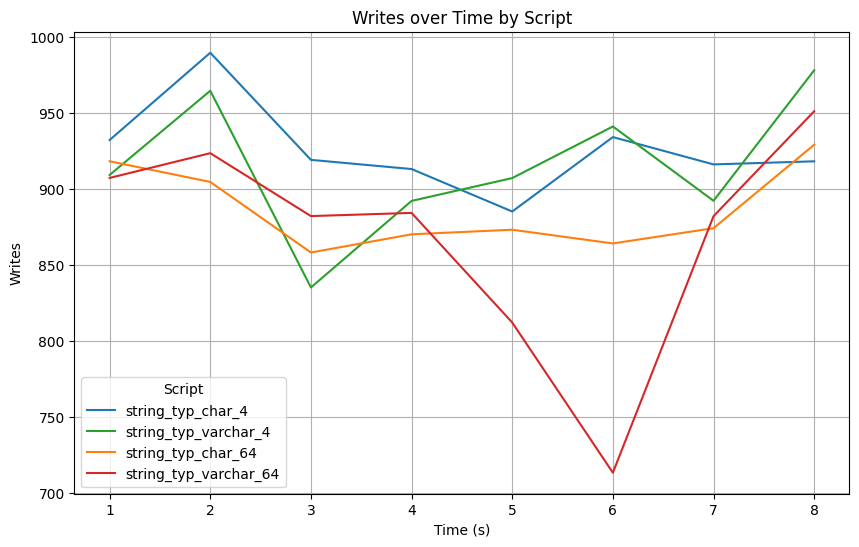 Writes over Time by Script
1000
950
900
850
800
750
700
Writes
Script
string_typ_char_4
string_typ_varchar_4
string_typ_char_64
string_typ_varchar_64
1 2 3 4 5 6 7 8
Time (s)